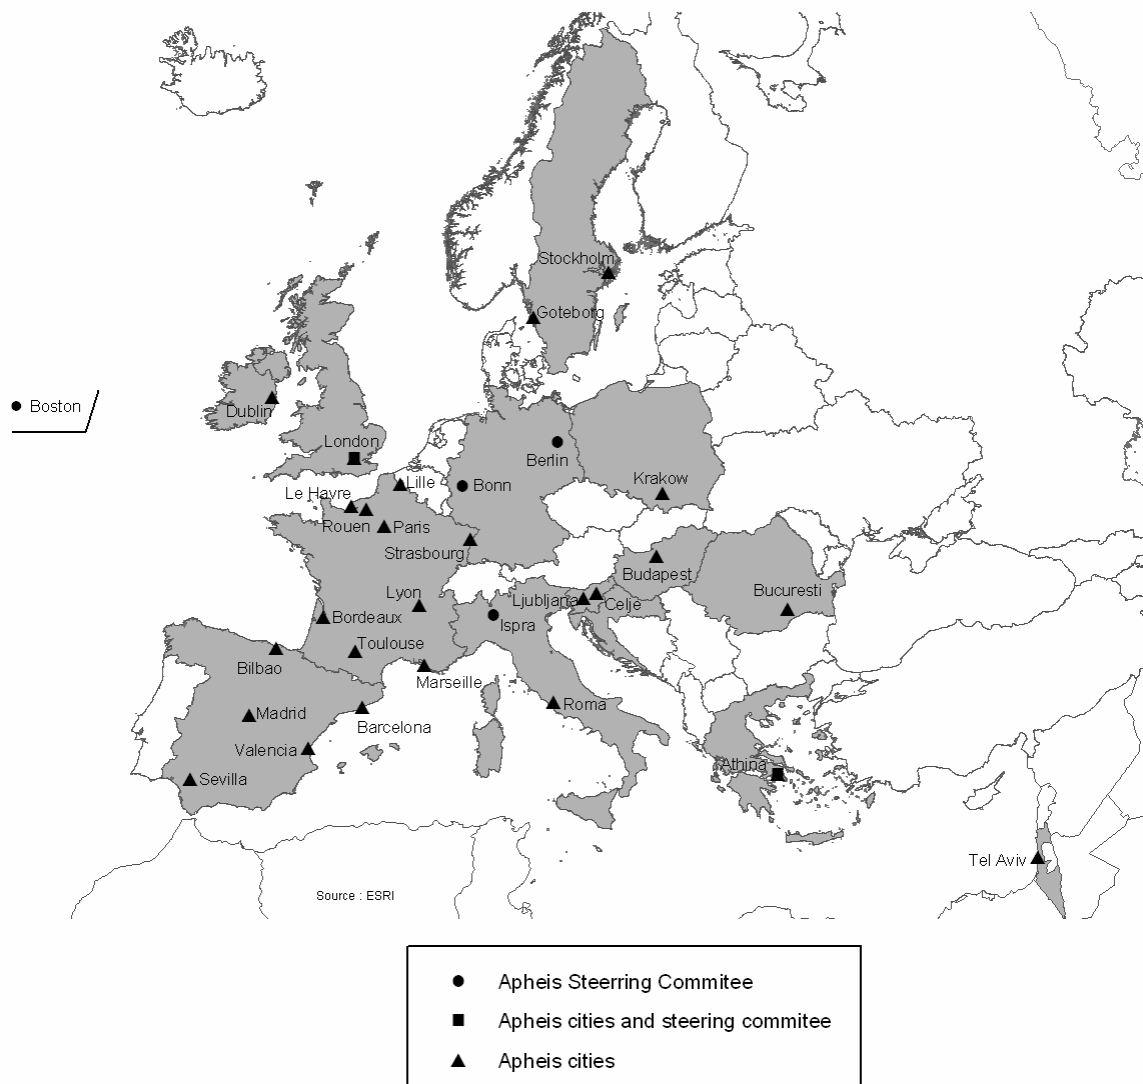 Stockholm
Goteborg
Boston
Dublin
London
Berlin
Lille
Bonn
Krakow
Le Havre
Rouen
Paris
Strasbourg
Budapest
Bucuresti
Lyon
Ljubljana
Celje
Bordeaux
Ispra
Toulouse
Bilbao
Marseille
Roma
Madrid
Barcelona
Valencia
Athina
Sevilla
Tel Aviv
Source : ESRI
Apheis Steerring Commitee
Apheis cities and steering commitee
Apheis cities